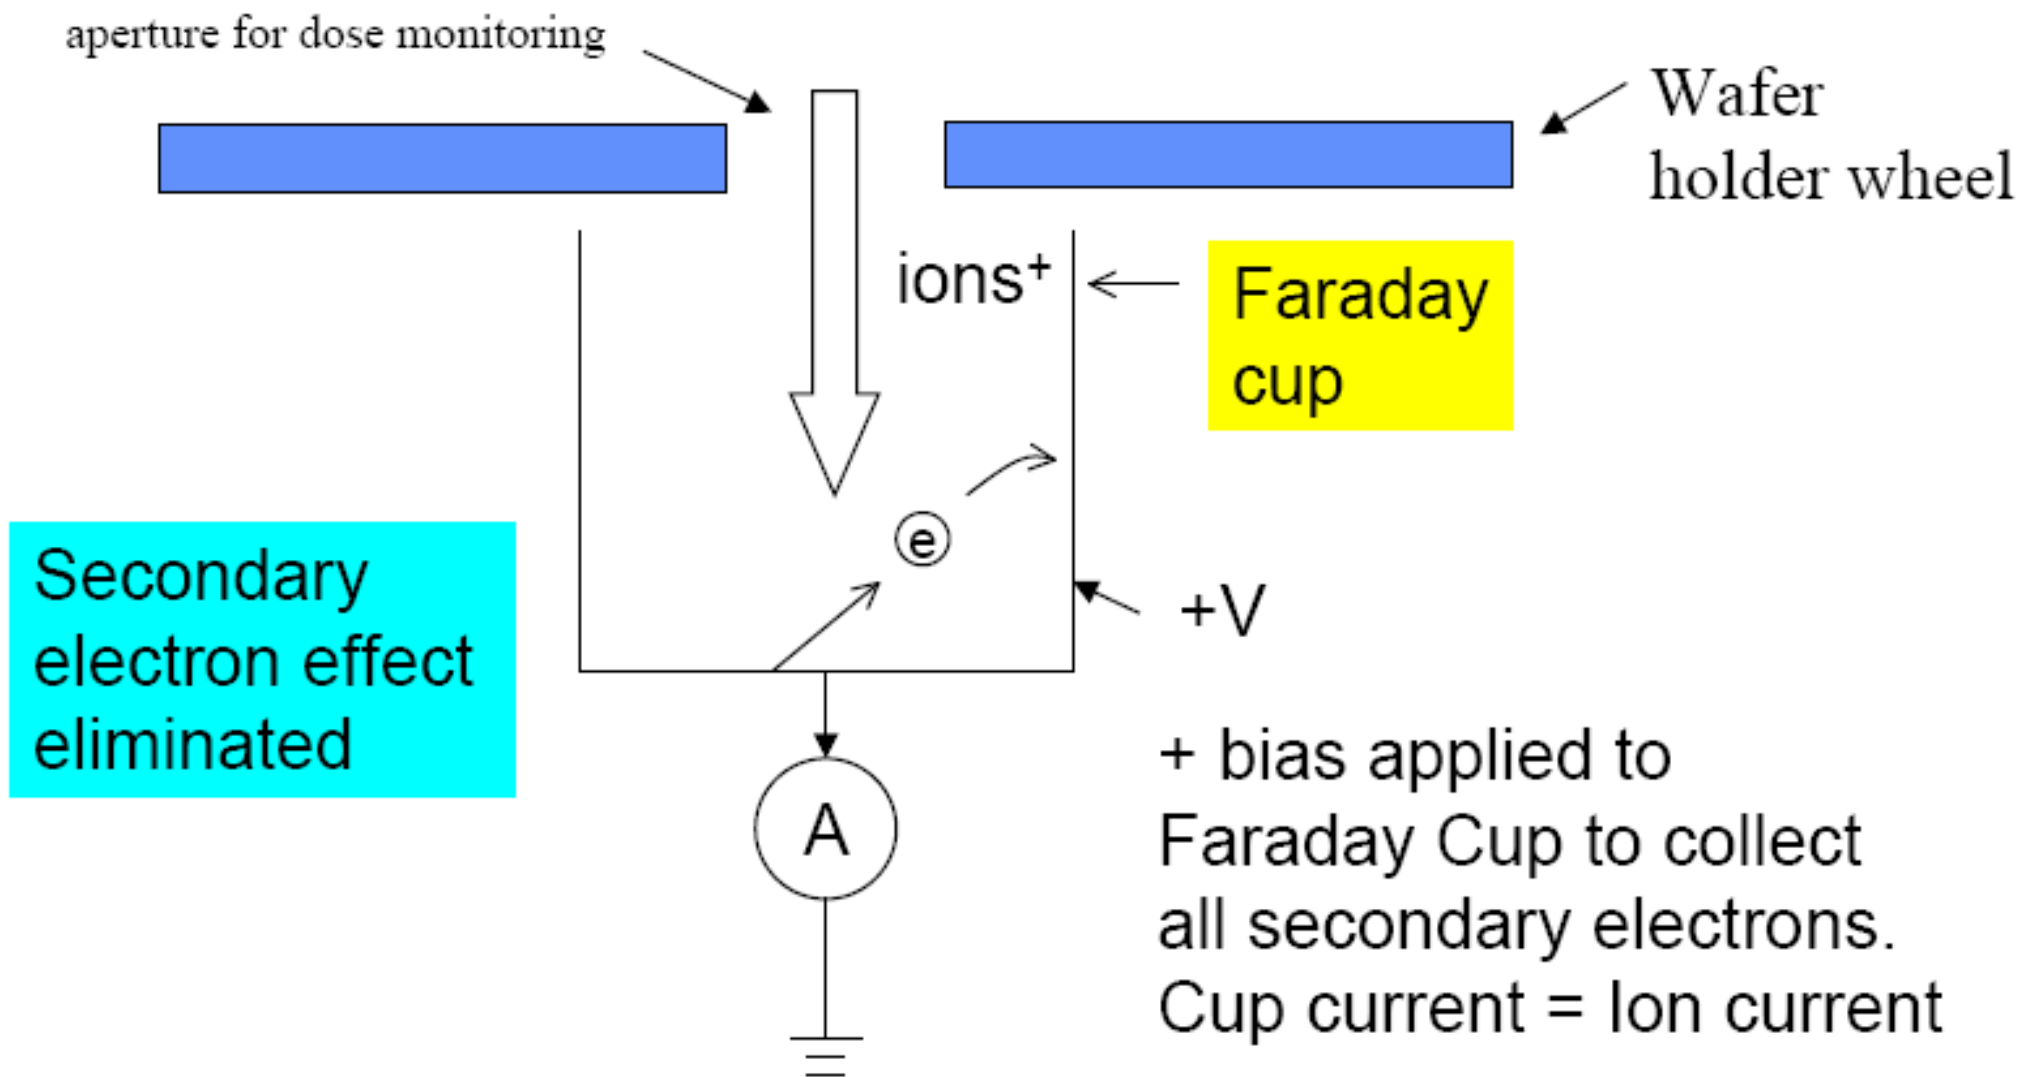 aperture for dose monitoring
Wafer
holder wheel
ions⁺
Faraday
cup
e
Secondary
electron effect
eliminated
+V
A
+ bias applied to
Faraday Cup to collect
all secondary electrons.
Cup current = Ion current